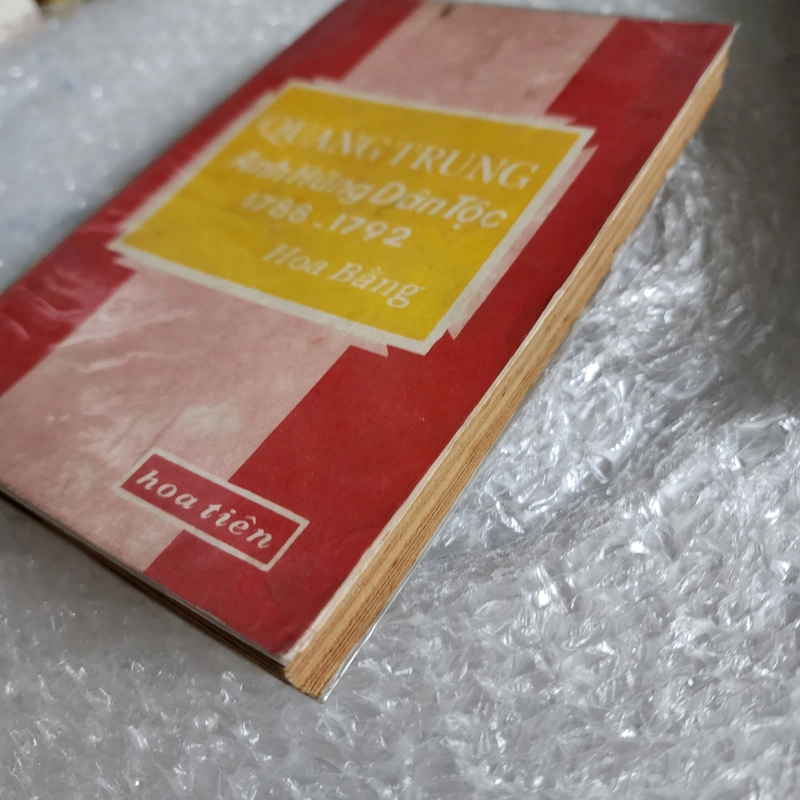 QUANG TRUNG
Anh Hùng Dân Tộc
1788-1792
Hoa Bằng
hoa tiên